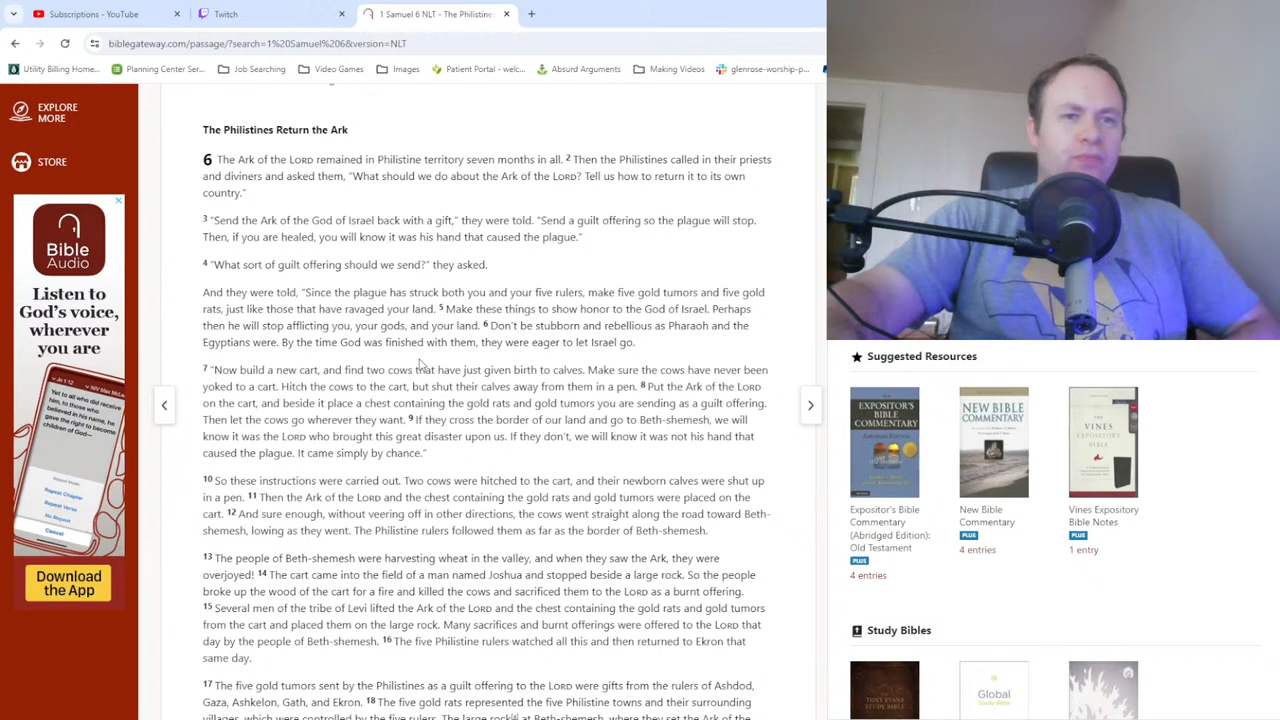 Subscriptions - YouTube
Twitch
1 Samuel 6 NLT - The Philistine
biblegateway.com/passage/?search=1%20Samuel%206&version=NLT
Utility Billing Home...
Planning Center Ser...
Job Searching
Video Games
Images
Patient Portal - welc...
Absurd Arguments
Making Videos
glenrose-worship-p...
EXPLORE
MORE
STORE
Bible
Audio
Listen to
God's voice,
wherever
you are
Repeat Chapter
Repeat Verse
No Repeat
Cancel
Download
the App
The Philistines Return the Ark
6 The Ark of the LORD remained in Philistine territory seven months in all. 2 Then the Philistines called in their priests
and diviners and asked them, "What should we do about the Ark of the LORD? Tell us how to return it to its own
country."
3 "Send the Ark of the God of Israel back with a gift," they were told. "Send a guilt offering so the plague will stop.
Then, if you are healed, you will know it was his hand that caused the plague."
4 "What sort of guilt offering should we send?" they asked.
And they were told, "Since the plague has struck both you and your five rulers, make five gold tumors and five gold
rats, just like those that have ravaged your land. 5 Make these things to show honor to the God of Israel. Perhaps
then he will stop afflicting you, your gods, and your land. 6 Don't be stubborn and rebellious as Pharaoh and the
Egyptians were. By the time God was finished with them, they were eager to let Israel go.
7 "Now build a new cart, and find two cows that have just given birth to calves. Make sure the cows have never been
yoked to a cart. Hitch the cows to the cart, but shut their calves away from them in a pen. 8 Put the Ark of the LORD
on the cart, and beside it place a chest containing the gold rats and gold tumors you are sending as a guilt offering.
Then let the cows go wherever they want. 9 If they cross the border of our land and go to Beth-shemesh, we will
know it was the LORD who brought this great disaster upon us. If they don't, we will know it was not his hand that
caused the plague. It came simply by chance."
10 So these instructions were carried out. Two cows were hitched to the cart, and their newborn calves were shut up
in a pen. 11 Then the Ark of the LORD and the chest containing the gold rats and gold tumors were placed on the
cart. 12 And sure enough, without veering off in other directions, the cows went straight along the road toward Beth-
shemesh, lowing as they went. The Philistine rulers followed them as far as the border of Beth-shemesh.
13 The people of Beth-shemesh were harvesting wheat in the valley, and when they saw the Ark, they were
overjoyed! 14 The cart came into the field of a man named Joshua and stopped beside a large rock. So the people
broke up the wood of the cart for a fire and killed the cows and sacrificed them to the LORD as a burnt offering.
15 Several men of the tribe of Levi lifted the Ark of the LORD and the chest containing the gold rats and gold tumors
from the cart and placed them on the large rock. Many sacrifices and burnt offerings were offered to the LORD that
day by the people of Beth-shemesh. 16 The five Philistine rulers watched all this and then returned to Ekron that
same day.
17 The five gold tumors sent by the Philistines as a guilt offering to the LORD were gifts from the rulers of Ashdod,
Suggested Resources
EXPOSITOR'S
BIBLE
COMMENTARY
NEW BIBLE
COMMENTARY
THE
VINES
EXPOSITORY
BIBLE
Expositor's Bible
Commentary
(Abridged Edition):
Old Testament
PLUS
4 entries
New Bible
Commentary
PLUS
4 entries
Vines Expository
Bible Notes
PLUS
1 entry
Study Bibles
TONY EVANS
STUDY BIBLE
Global
Study Bible